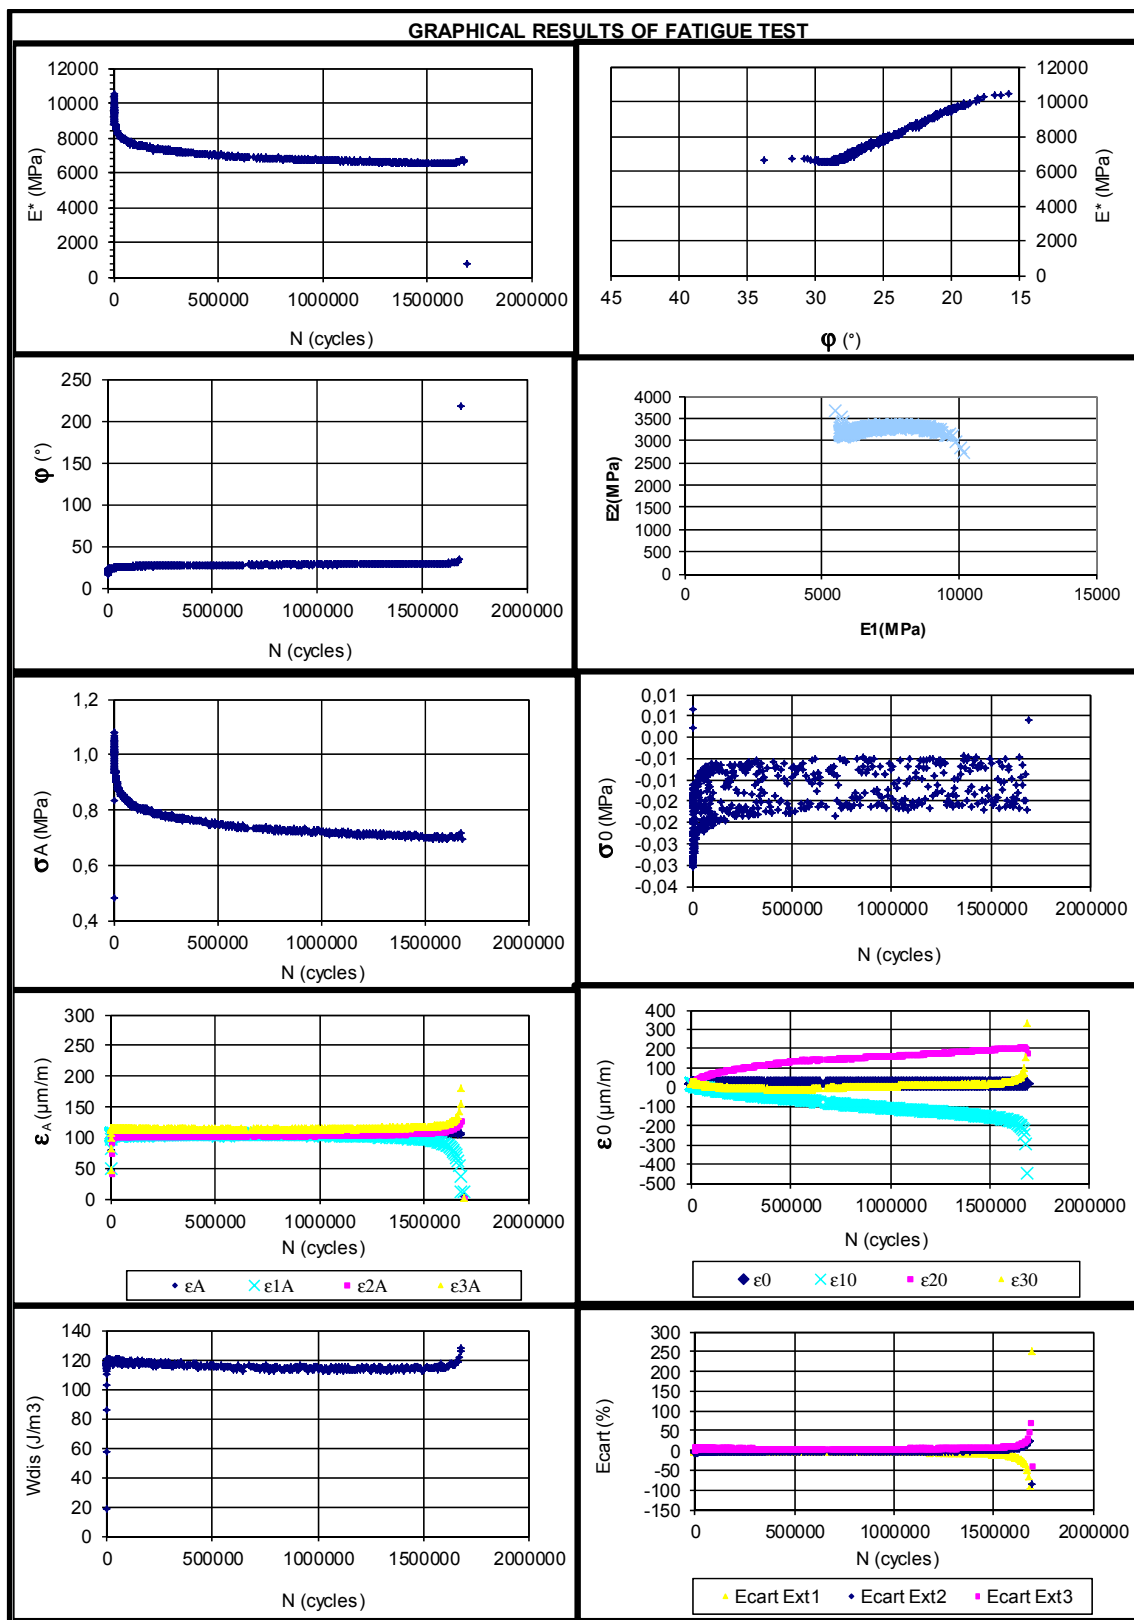 GRAPHICAL RESULTS OF FATIGUE TEST
12000
10000
8000
6000
4000
2000
0
E* (MPa)
0 500000 1000000 1500000 2000000
N (cycles)
12000
10000
8000
6000
4000
2000
0
E* (MPa)
45 40 35 30 25 20 15
φ (°)
250
200
150
100
50
0
φ (°)
0 500000 1000000 1500000 2000000
N (cycles)
4000
3500
3000
2500
2000
1500
1000
500
0
E2(MPa)
0 5000 10000 15000
E1(MPa)
1,2
1,0
0,8
0,6
0,4
σA (MPa)
0 500000 1000000 1500000 2000000
N (cycles)
0,01
0,01
0,00
-0,01
-0,01
-0,02
-0,02
-0,03
-0,03
-0,04
σ0 (MPa)
0 500000 1000000 1500000 2000000
N (cycles)
300
250
200
150
100
50
0
εA (µm/m)
0 500000 1000000 1500000 2000000
N (cycles)
εA ε1A ε2A ε3A
400
300
200
100
0
-100
-200
-300
-400
-500
ε0 (µm/m)
0 500000 1000000 1500000 2000000
N (cycles)
ε0 ε10 ε20 ε30
140
120
100
80
60
40
20
0
Wdis (J/m3)
0 500000 1000000 1500000 2000000
N (cycles)
300
250
200
150
100
50
0
-50
-100
-150
Ecart (%)
0 500000 1000000 1500000 2000000
N (cycles)
Ecart Ext1 Ecart Ext2 Ecart Ext3